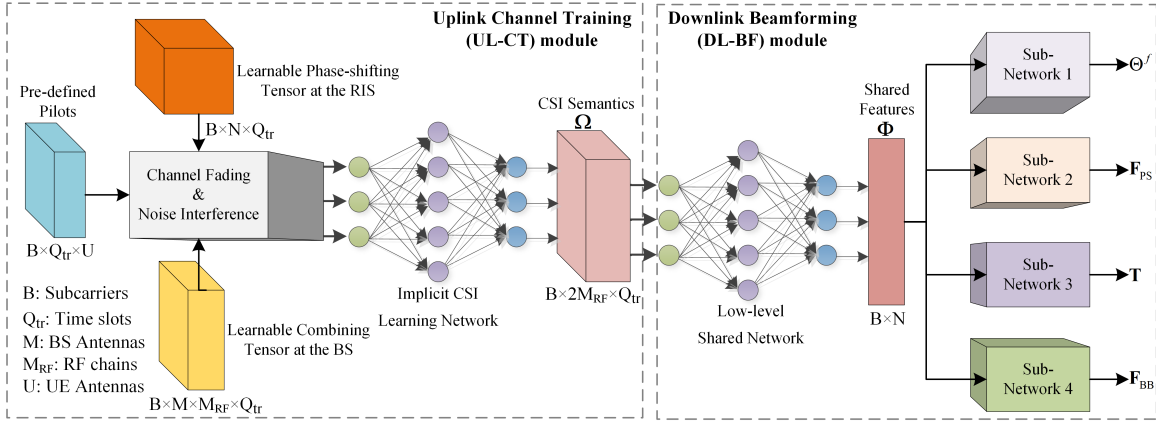 Uplink Channel Training
(UL-CT) module
Learnable Phase-shifting
Tensor at the RIS
B×N×Q_tr
Pre-defined
Pilots
B×Q_tr×U
Channel Fading
&
Noise Interference
Implicit CSI
Learning Network
CSI Semantics
Ω
B×2M_RF×Q_tr
Learnable Combining
Tensor at the BS
B×M×M_RF×Q_tr
B: Subcarriers
Q_tr: Time slots
M: BS Antennas
M_RF: RF chains
U: UE Antennas
Downlink Beamforming
(DL-BF) module
Low-level
Shared Network
Shared
Features
Φ
B×N
Sub-
Network 1
Θ^f
Sub-
Network 2
F_PS
Sub-
Network 3
T
Sub-
Network 4
F_BB